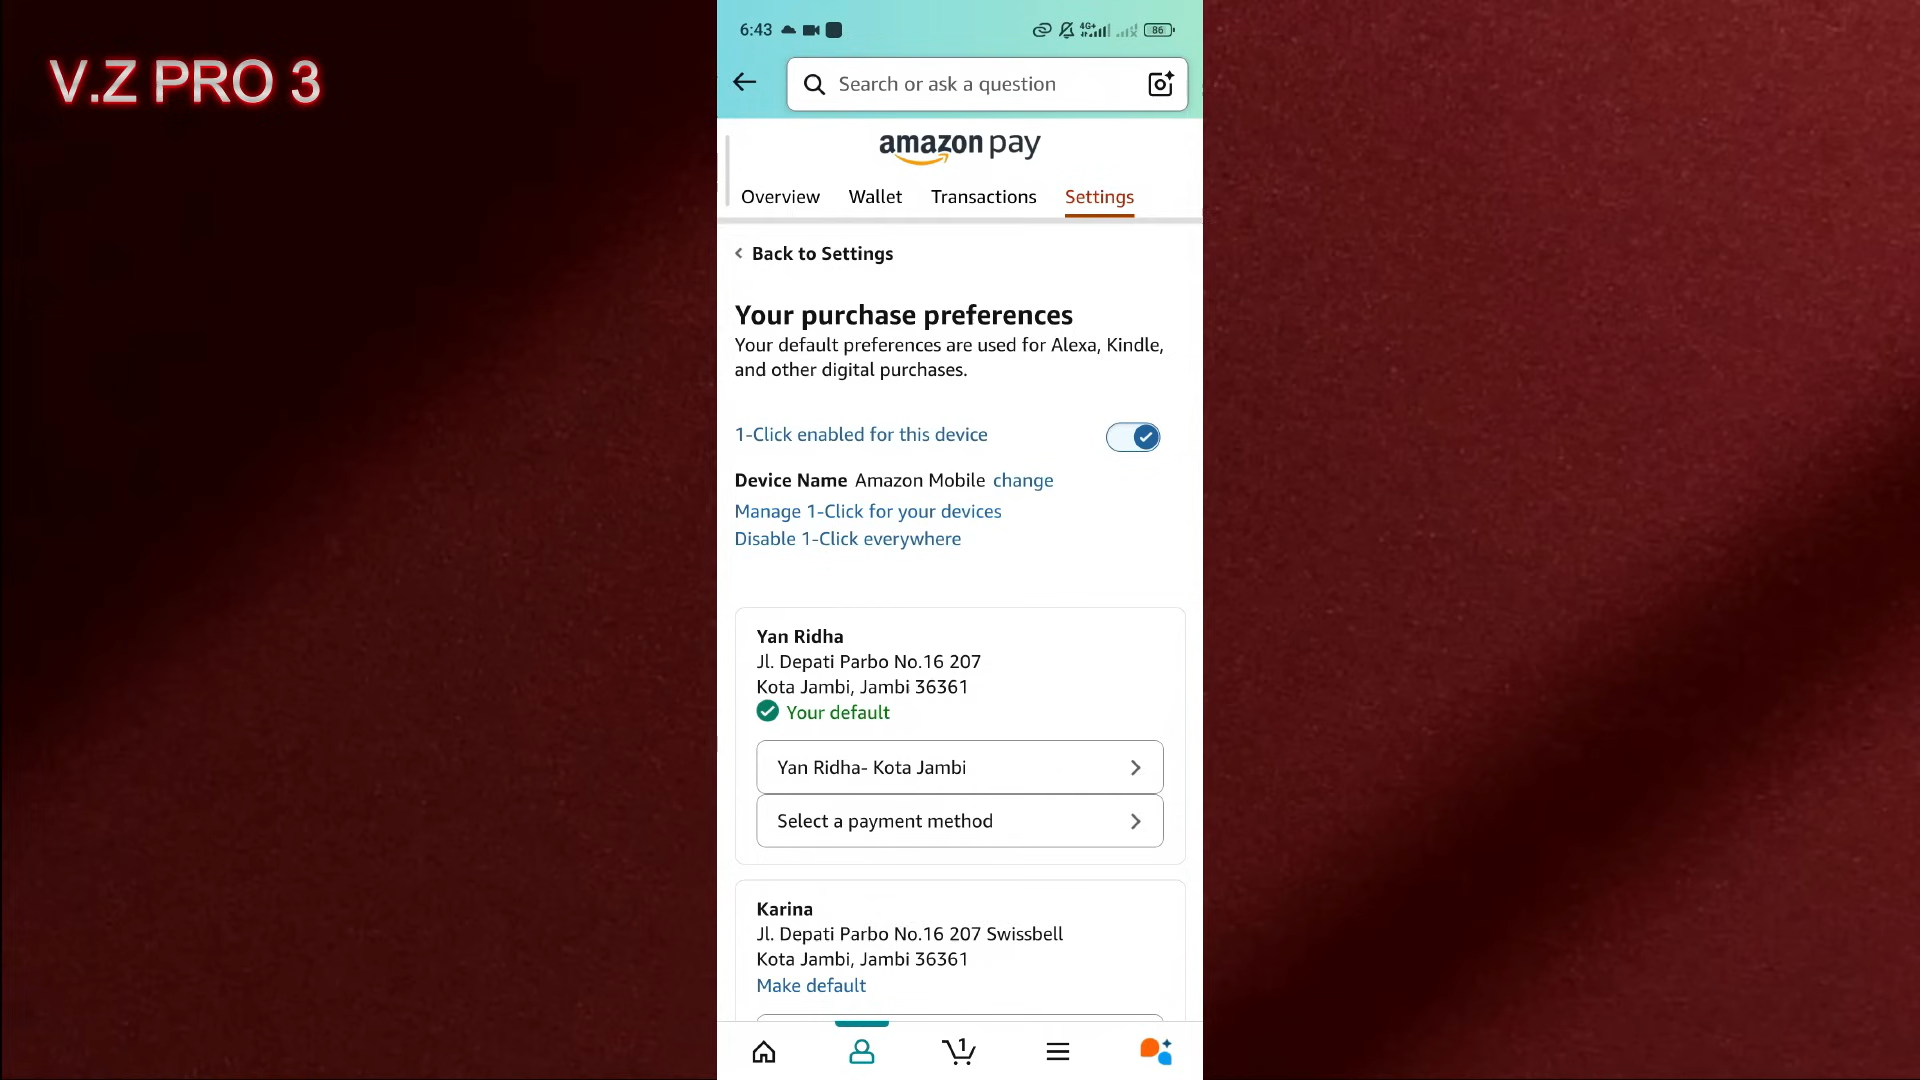 V.Z PRO 3
6:43
4G+
86
Search or ask a question
amazon pay
Overview Wallet Transactions Settings
Back to Settings
Your purchase preferences
Your default preferences are used for Alexa, Kindle,
and other digital purchases.
1-Click enabled for this device
Device Name Amazon Mobile change
Manage 1-Click for your devices
Disable 1-Click everywhere
Yan Ridha
Jl. Depati Parbo No.16 207
Kota Jambi, Jambi 36361
Your default
Yan Ridha- Kota Jambi
Select a payment method
Karina
Jl. Depati Parbo No.16 207 Swissbell
Kota Jambi, Jambi 36361
Make default
1